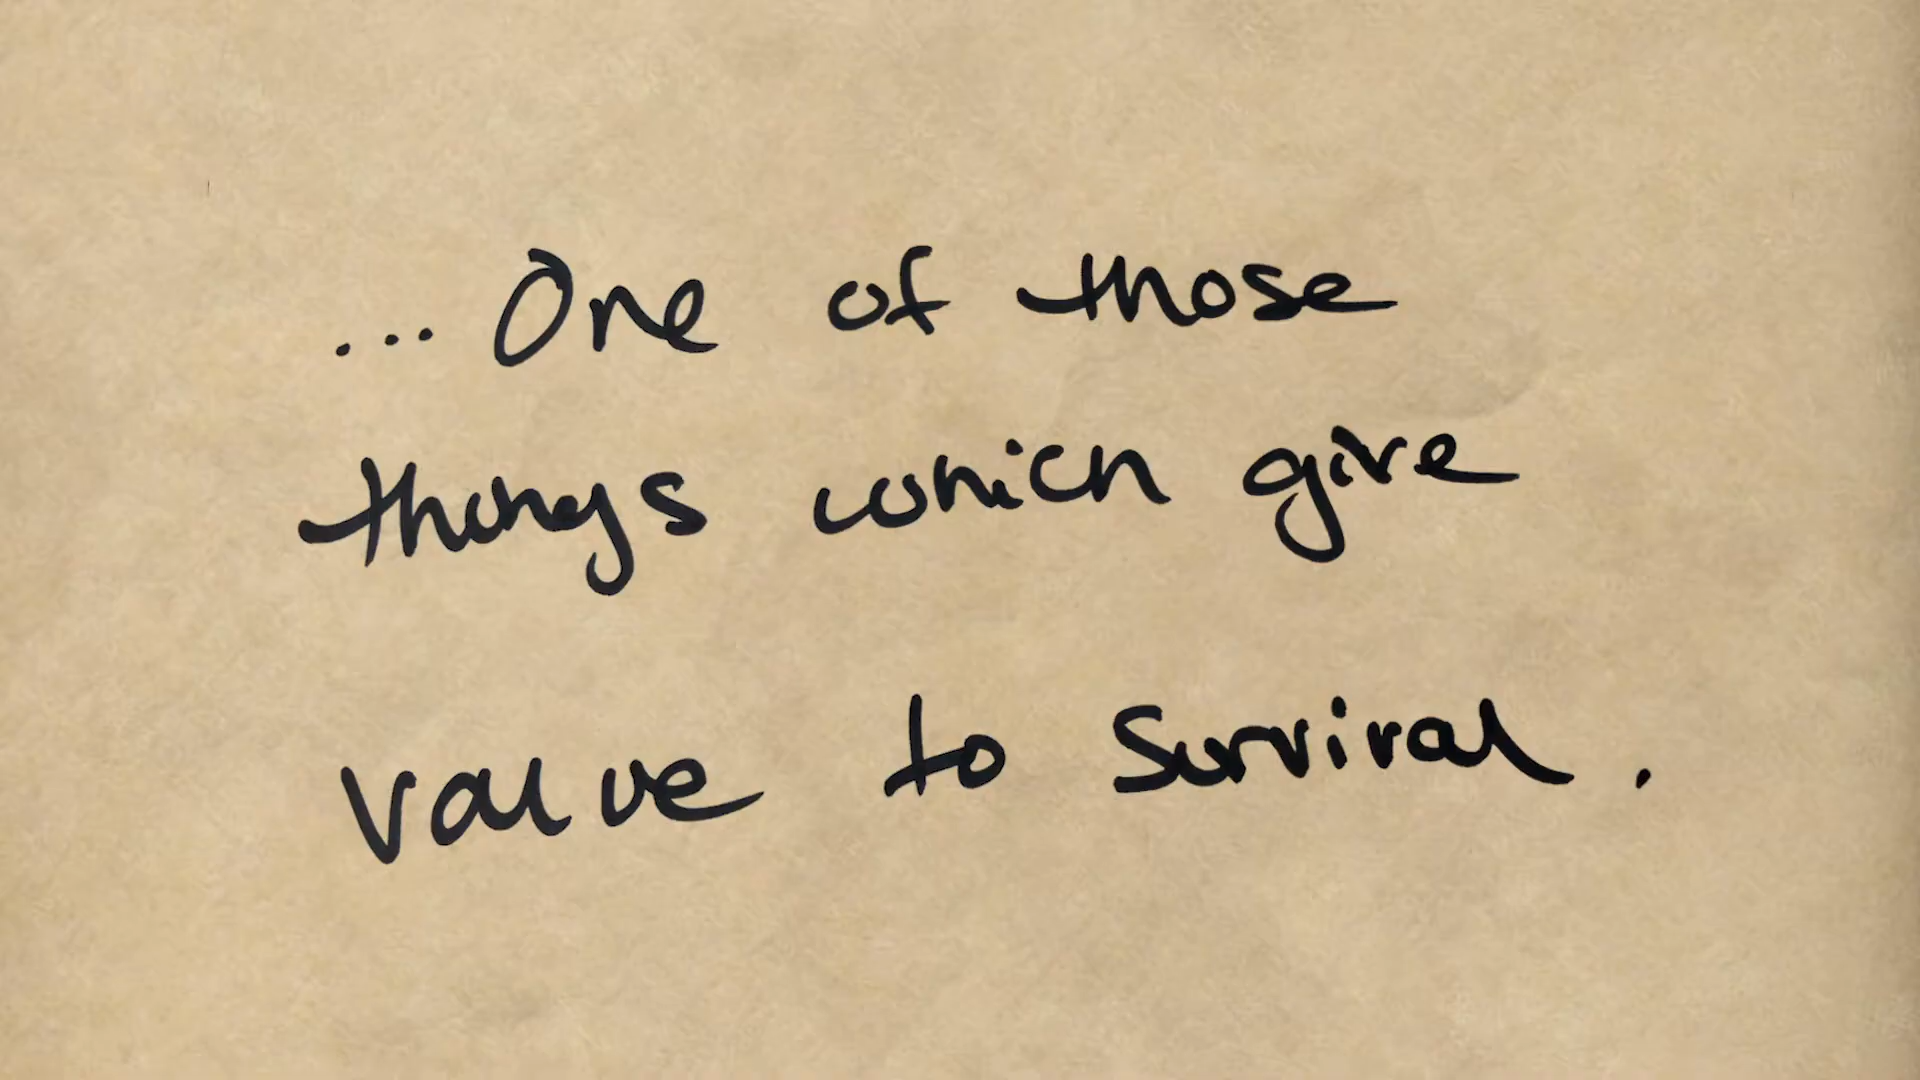 ... One of those
things which give
value to survival.